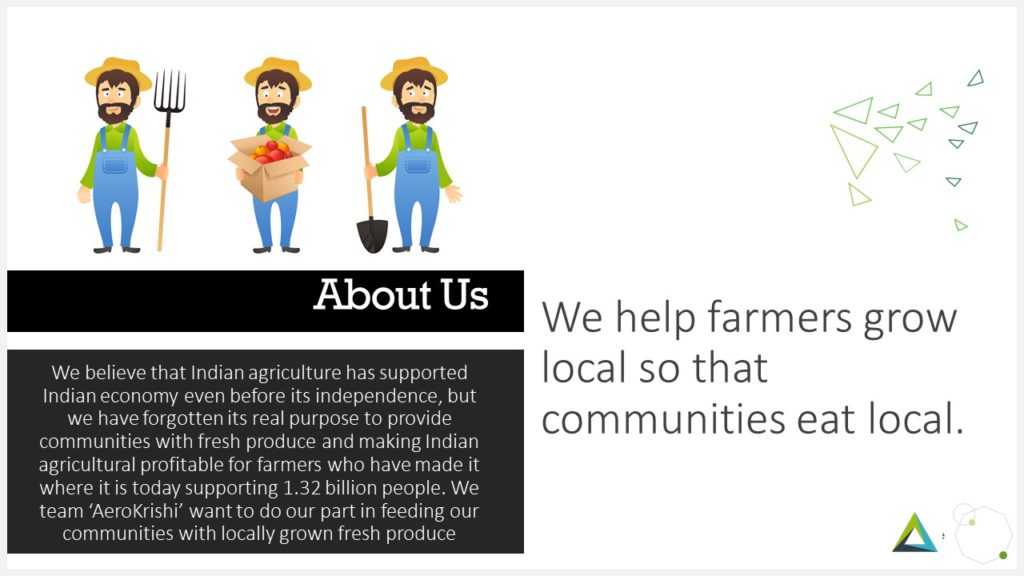 About Us
We believe that Indian agriculture has supported
Indian economy even before its independence, but
we have forgotten its real purpose to provide
communities with fresh produce and making Indian
agricultural profitable for farmers who have made it
where it is today supporting 1.32 billion people. We
team ‘AeroKrishi’ want to do our part in feeding our
communities with locally grown fresh produce
We help farmers grow
local so that
communities eat local.